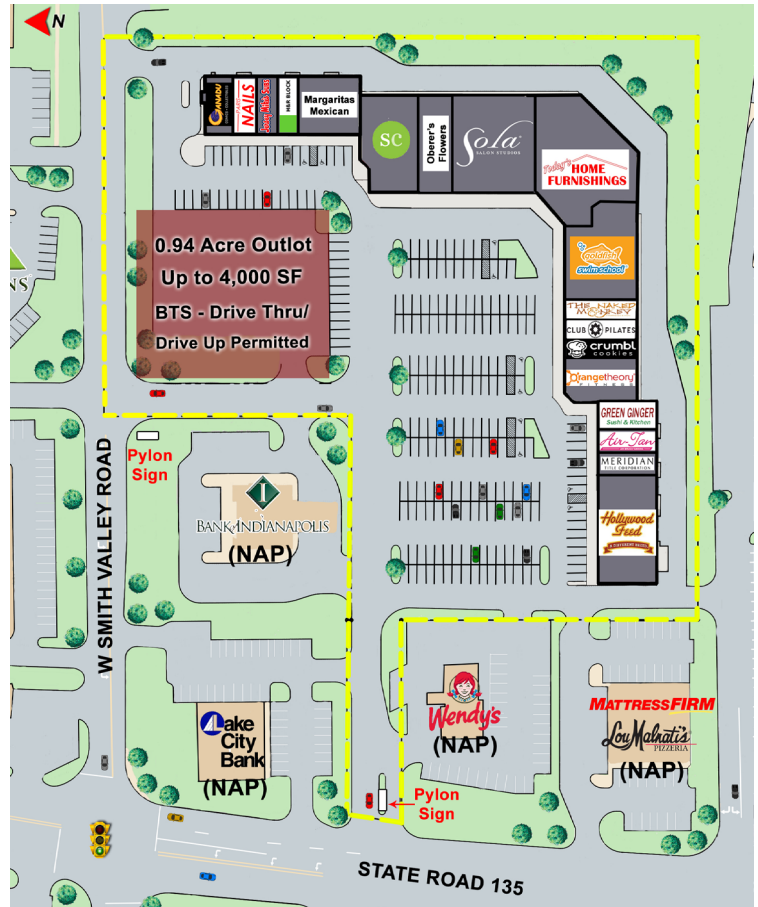 N
XANADU
NAILS
Jersey Mike's Subs
H&R BLOCK
Margaritas
Mexican
SC
Oberer's
Flowers
Sola
SALON STUDIOS
HOME
FURNISHINGS
0.94 Acre Outlot
Up to 4,000 SF
BTS - Drive Thru/
Drive Up Permitted
goldfish
swim school
NS
THE NAKED
MONKEY
CLUB PILATES
crumbl
cookies
orangetheory
FITNESS
GREEN GINGER
Sushi & Kitchen
Air-Tan
MERIDIAN
TITLE CORPORATION
Hollywood
Feed
W SMITH VALLEY ROAD
Pylon
Sign
1
BANK OF INDIANAPOLIS
(NAP)
Lake
City
Bank
(NAP)
Wendy's
(NAP)
MATTRESSFIRM
Lou Malnati's
PIZZERIA
(NAP)
Pylon
Sign
STATE ROAD 135